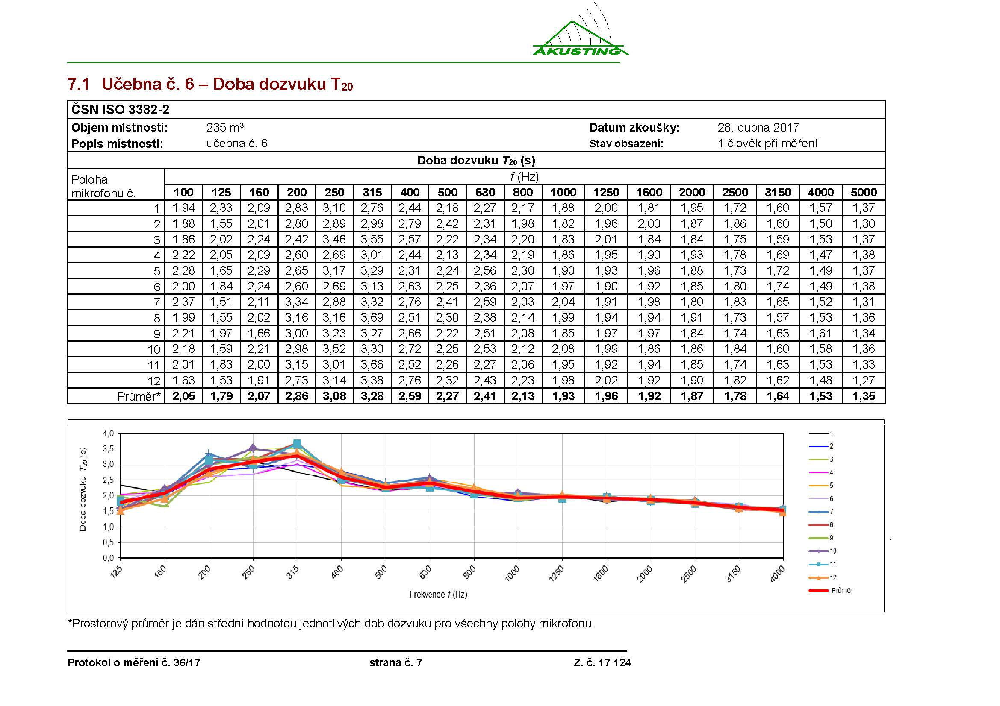 AKUSTING
7.1 Učebna č. 6 – Doba dozvuku T20
ČSN ISO 3382-2
Objem místnosti: 235 m³ Datum zkoušky: 28. dubna 2017
Popis místnosti: učebna č. 6 Stav obsazení: 1 člověk při měření
Doba dozvuku T20 (s)
Poloha mikrofonu č.
f (Hz)
100 125 160 200 250 315 400 500 630 800 1000 1250 1600 2000 2500 3150 4000 5000
1 1,94 2,33 2,09 2,83 3,10 2,76 2,44 2,18 2,27 2,17 1,88 2,00 1,81 1,95 1,72 1,60 1,57 1,37
2 1,88 1,55 2,01 2,80 2,89 2,98 2,79 2,42 2,31 1,98 1,82 1,96 2,00 1,87 1,86 1,60 1,50 1,30
3 1,86 2,02 2,24 2,42 3,46 3,55 2,57 2,22 2,34 2,20 1,83 2,01 1,84 1,84 1,75 1,59 1,53 1,37
4 2,22 2,05 2,09 2,60 2,69 3,01 2,44 2,13 2,34 2,19 1,86 1,95 1,90 1,93 1,78 1,69 1,47 1,38
5 2,28 1,65 2,29 2,65 3,17 3,29 2,31 2,24 2,56 2,30 1,90 1,93 1,96 1,88 1,73 1,72 1,49 1,37
6 2,00 1,84 2,24 2,60 2,69 3,13 2,63 2,25 2,36 2,07 1,97 1,90 1,92 1,85 1,80 1,74 1,49 1,38
7 2,37 1,51 2,11 3,34 2,88 3,32 2,76 2,41 2,59 2,03 2,04 1,91 1,98 1,80 1,83 1,65 1,52 1,31
8 1,99 1,55 2,02 3,16 3,16 3,69 2,51 2,30 2,38 2,14 1,99 1,94 1,94 1,91 1,73 1,57 1,53 1,36
9 2,21 1,97 1,66 3,00 3,23 3,27 2,66 2,22 2,51 2,08 1,85 1,97 1,97 1,84 1,74 1,63 1,61 1,34
10 2,18 1,59 2,21 2,98 3,52 3,30 2,72 2,25 2,53 2,12 2,08 1,99 1,86 1,86 1,84 1,60 1,58 1,36
11 2,01 1,83 2,00 3,15 3,01 3,66 2,52 2,26 2,27 2,06 1,95 1,92 1,94 1,85 1,74 1,63 1,53 1,33
12 1,63 1,53 1,91 2,73 3,14 3,38 2,76 2,32 2,43 2,23 1,98 2,02 1,92 1,90 1,82 1,62 1,48 1,27
Průměr* 2,05 1,79 2,07 2,86 3,08 3,28 2,59 2,27 2,41 2,13 1,93 1,96 1,92 1,87 1,78 1,64 1,53 1,35
Doba dozvuku T20 (s)
4,0
3,5
3,0
2,5
2,0
1,5
1,0
0,5
0,0
125 160 200 250 315 400 500 630 800 1000 1250 1600 2000 2500 3150 4000
Frekvence f (Hz)
1
2
3
4
5
6
7
8
9
10
11
12
Průměr
*Prostorový průměr je dán střední hodnotou jednotlivých dob dozvuku pro všechny polohy mikrofonu.
Protokol o měření č. 36/17 strana č. 7 Z. č. 17 124